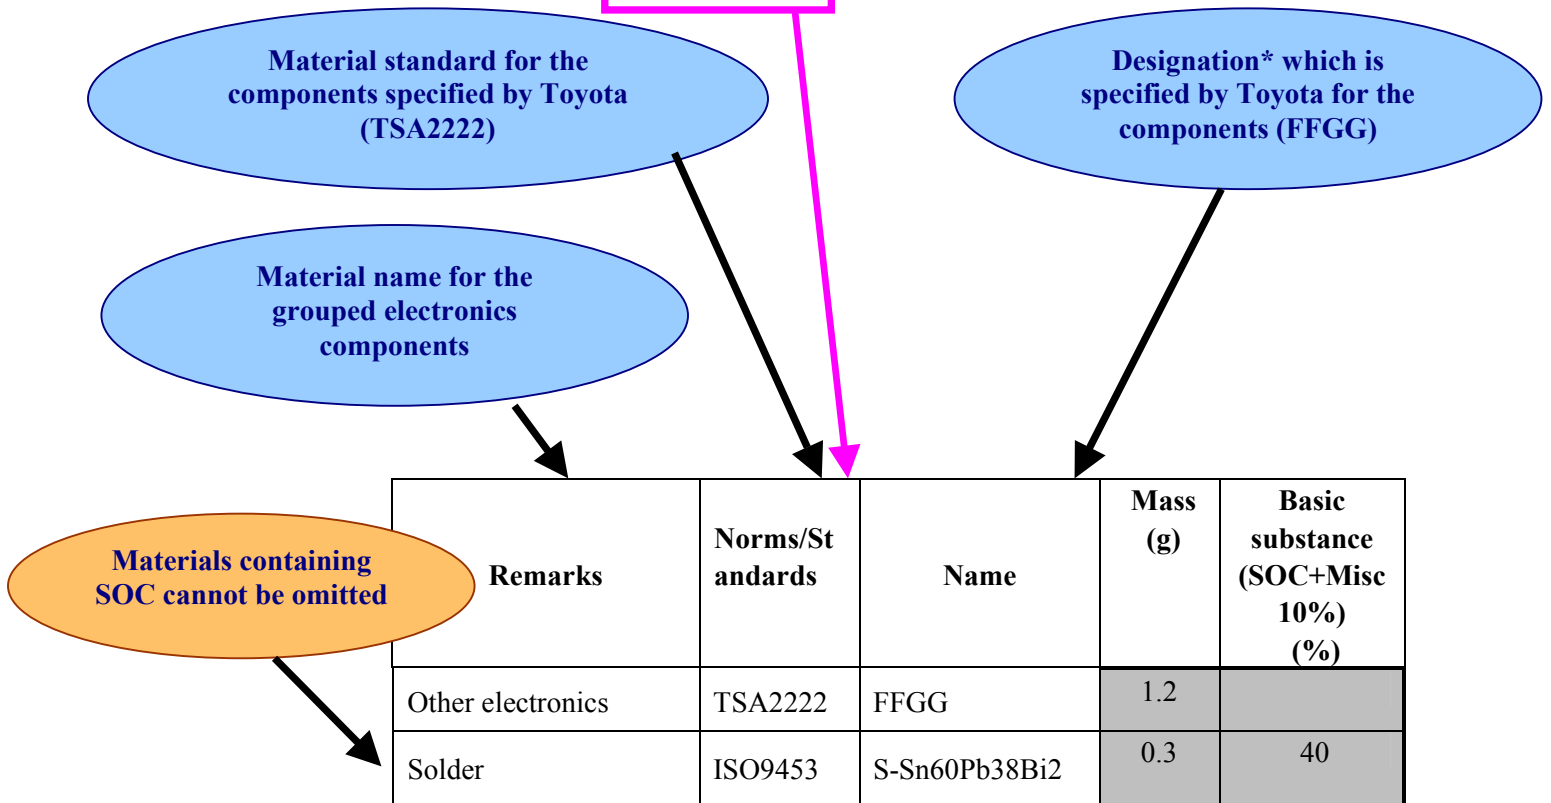 Material standard for the
components specified by Toyota
(TSA2222)
Designation* which is
specified by Toyota for the
components (FFGG)
Material name for the
grouped electronics
components
Materials containing
SOC cannot be omitted
Remarks
Norms/St
andards
Name
Mass
(g)
Basic
substance
(SOC+Misc
10%)
(%)
Other electronics TSA2222 FFGG 1.2
Solder ISO9453 S-Sn60Pb38Bi2 0.3 40